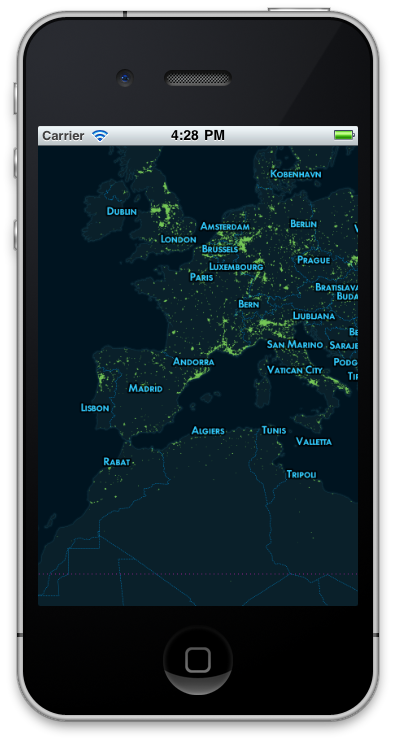 Carrier 4:28 PM
KOBENHAVN
DUBLIN
AMSTERDAM
BERLIN
LONDON
BRUSSELS
LUXEMBOURG
PRAGUE
PARIS
BRATISLAVA
BUDA
BERN
LJUBLJANA
BE
SAN MARINO
SARAJE
ANDORRA
VATICAN CITY
PODG
TIR
MADRID
LISBON
ALGIERS
TUNIS
VALLETTA
RABAT
TRIPOLI